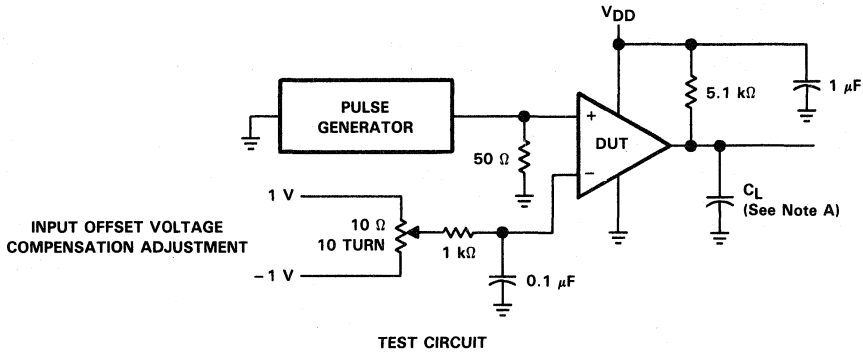 VDD
PULSE
GENERATOR
5.1 kΩ
1 μF
+
DUT
50 Ω
−
CL
(See Note A)
1 V
INPUT OFFSET VOLTAGE
COMPENSATION ADJUSTMENT
10 Ω
10 TURN
1 kΩ
−1 V
0.1 μF
TEST CIRCUIT